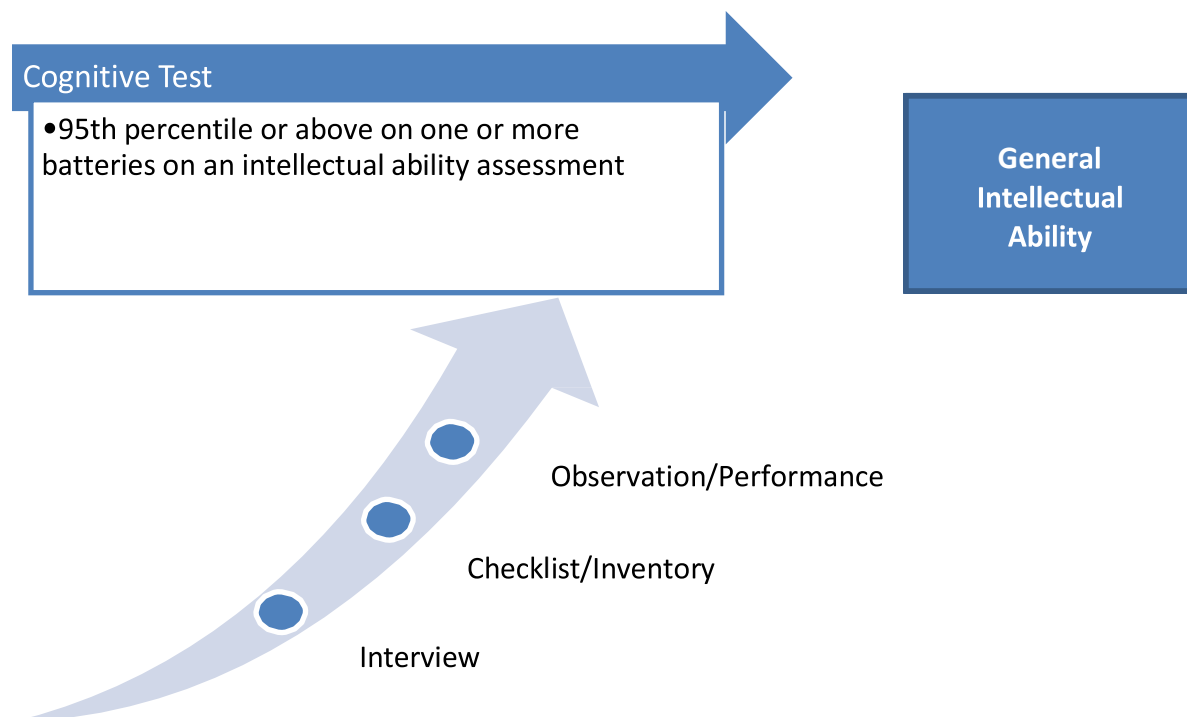 Cognitive Test
•95th percentile or above on one or more
batteries on an intellectual ability assessment
General
Intellectual
Ability
Observation/Performance
Checklist/Inventory
Interview